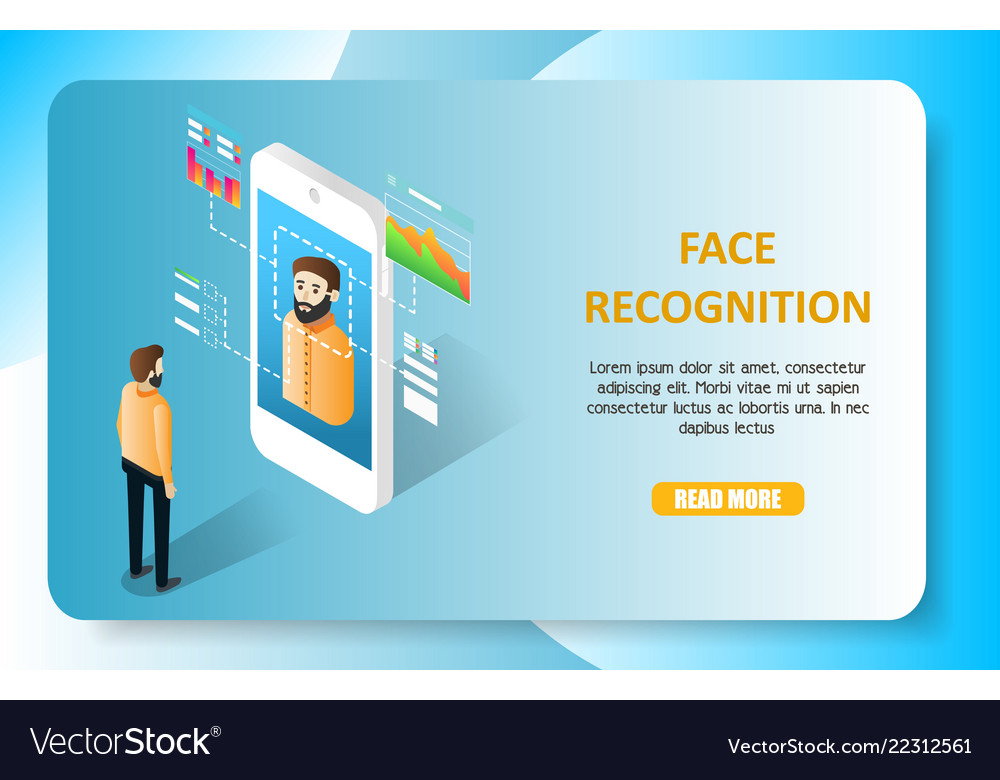 FACE
RECOGNITION
Lorem ipsum dolor sit amet, consectetur
adipiscing elit. Morbi vitae mi ut sapien
consectetur luctus ac lobortis urna. In nec
dapibus lectus
READ MORE
VectorStock®
VectorStock.com/22312561